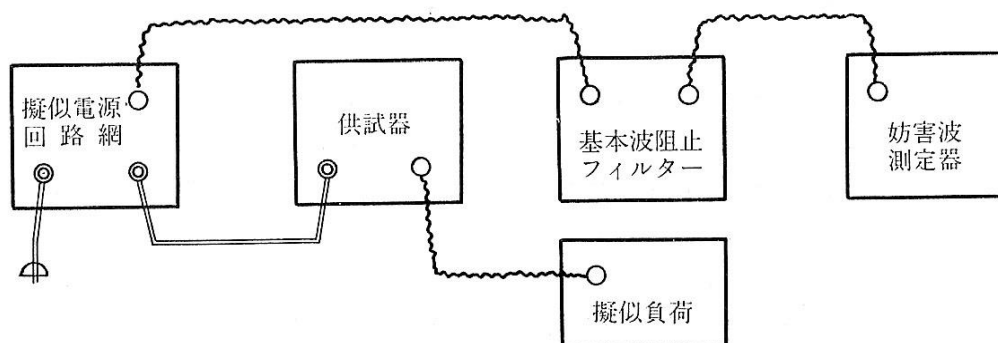 擬似電源
回路網
供試器
基本波阻止
フィルター
妨害波
測定器
擬似負荷